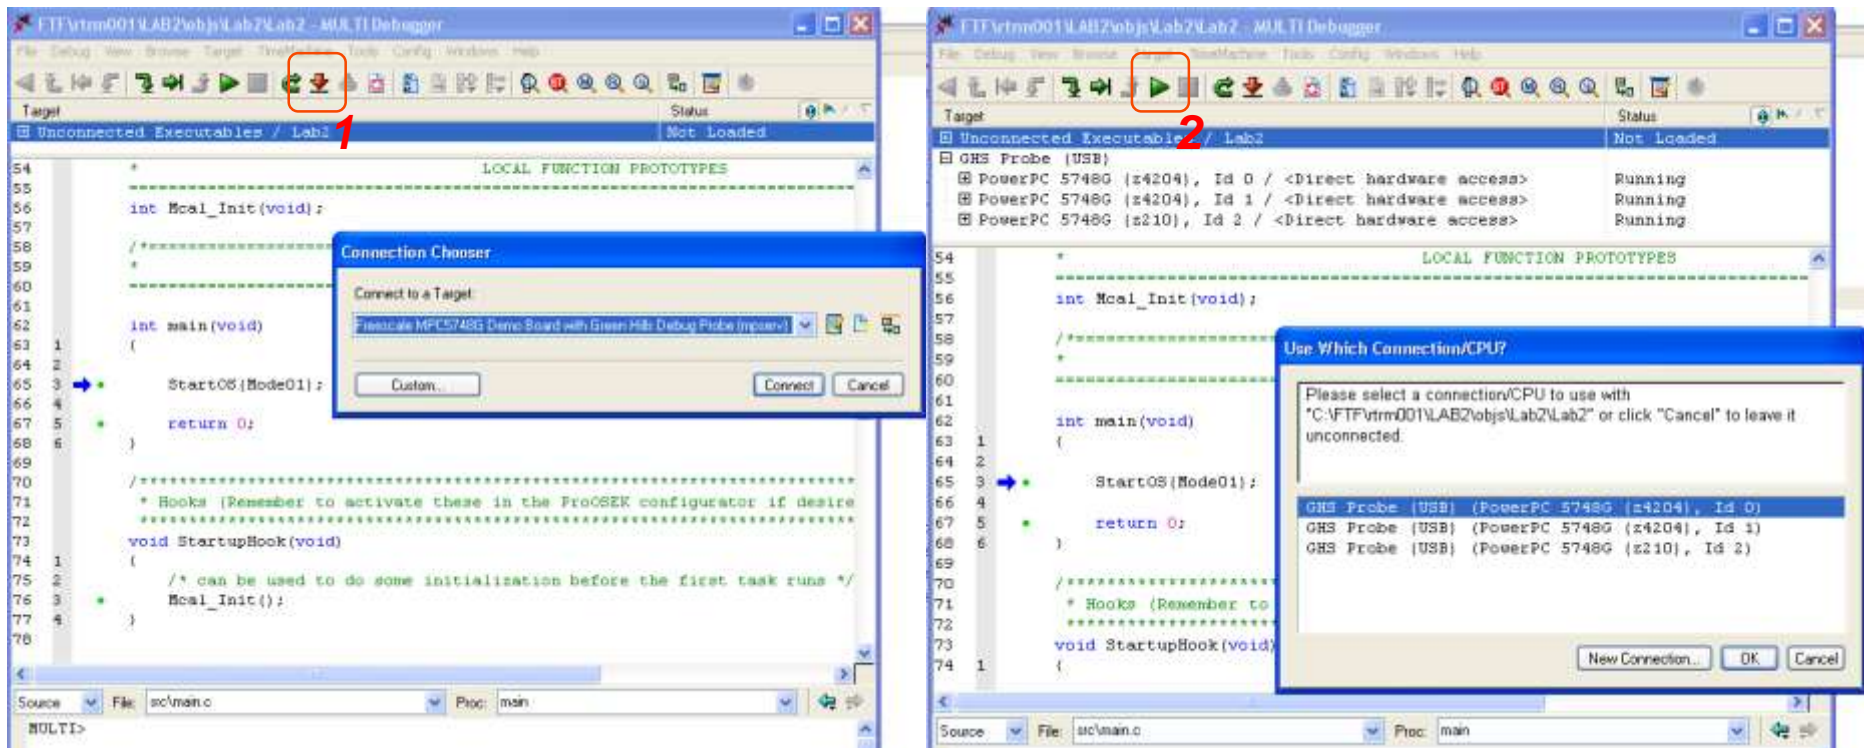 FTF\rtrm001\LAB2\objs\Lab2\Lab2 - MULTI Debugger
File Debug View Browse Target TimeMachine Tools Config Windows Help
1
Target Status
Unconnected Executables / Lab2 Not Loaded
54 * LOCAL FUNCTION PROTOTYPES
55
56 int Mcal_Init(void);
57
58 /*
59 *
60
61
62 int main(void)
63 1 {
64 2
65 3 StartOS(Mode01);
66 4
67 5 return 0;
68 6 }
69
70 /*
71 * Hooks (Remember to activate these in the ProOSEK configurator if desire
72
73 void StartupHook(void)
74 1 {
75 2 /* can be used to do some initialization before the first task runs */
76 3 Mcal_Init();
77 4 }
78
Source File: src\main.c Proc: main
MULTI>
Connection Chooser
Connect to a Target:
Freescale MPC5748G Demo Board with Green Hills Debug Probe (mpserv)
Custom... Connect Cancel
FTF\rtrm001\LAB2\objs\Lab2\Lab2 - MULTI Debugger
File Debug View Browse Target TimeMachine Tools Config Windows Help
2
Target Status
Unconnected Executables / Lab2 Not Loaded
GHS Probe (USB)
PowerPC 5748G (z4204), Id 0 / <Direct hardware access> Running
PowerPC 5748G (z4204), Id 1 / <Direct hardware access> Running
PowerPC 5748G (z210), Id 2 / <Direct hardware access> Running
54 * LOCAL FUNCTION PROTOTYPES
55
56 int Mcal_Init(void);
57
58 /*
59 *
60
61
62 int main(void)
63 1 {
64 2
65 3 StartOS(Mode01);
66 4
67 5 return 0;
68 6 }
69
70 /*
71 * Hooks (Remember to
72
73 void StartupHook(void)
74 1 {
Source File: src\main.c Proc: main
Use Which Connection/CPU?
Please select a connection/CPU to use with
"C:\FTF\rtrm001\LAB2\objs\Lab2\Lab2" or click "Cancel" to leave it
unconnected.
GHS Probe (USB) (PowerPC 5748G (z4204), Id 0)
GHS Probe (USB) (PowerPC 5748G (z4204), Id 1)
GHS Probe (USB) (PowerPC 5748G (z210), Id 2)
New Connection... OK Cancel